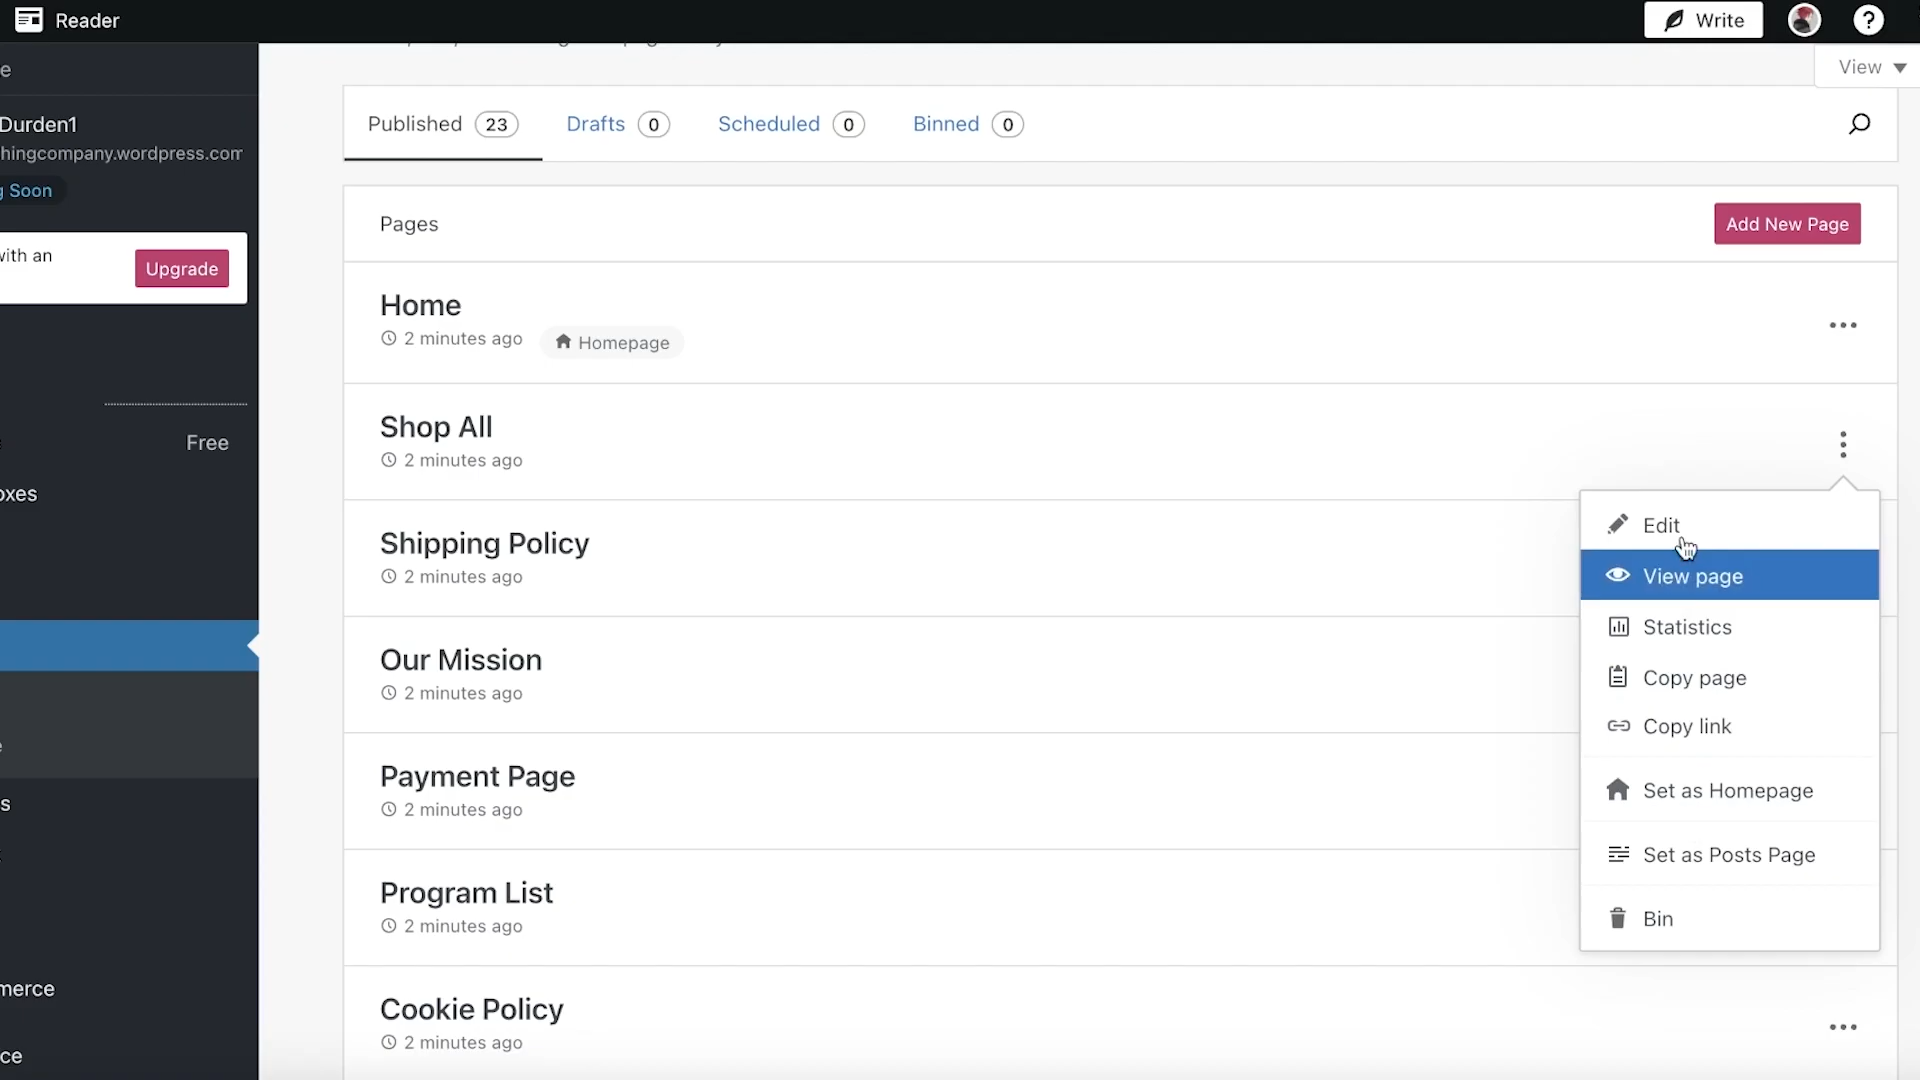 Reader
Write
e
View
Durden1
hingcompany.wordpress.com
g Soon
with an
Upgrade
Free
oxes
e
s
merce
ce
Published 23
Drafts 0
Scheduled 0
Binned 0
Pages
Add New Page
Home
2 minutes ago
Homepage
Shop All
2 minutes ago
Shipping Policy
2 minutes ago
Our Mission
2 minutes ago
Payment Page
2 minutes ago
Program List
2 minutes ago
Cookie Policy
2 minutes ago
Edit
View page
Statistics
Copy page
Copy link
Set as Homepage
Set as Posts Page
Bin